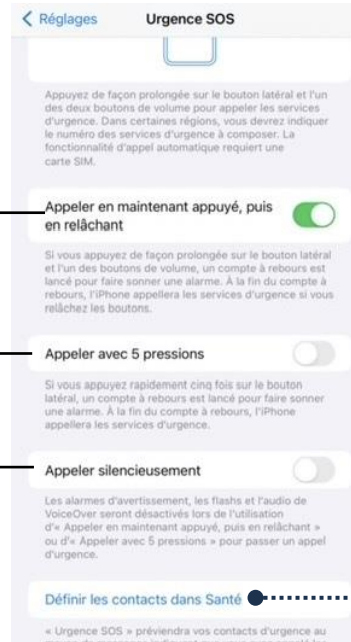 Réglages
Urgence SOS
Appuyez de façon prolongée sur le bouton latéral et l'un
des deux boutons de volume pour appeler les services
d'urgence. Dans certaines régions, vous devrez indiquer
le numéro des services d'urgence à composer. La
fonctionnalité d'appel automatique requiert une
carte SIM.
Appeler en maintenant appuyé, puis
en relâchant
Si vous appuyez de façon prolongée sur le bouton latéral
et l'un des boutons de volume, un compte à rebours est
lancé pour faire sonner une alarme. À la fin du compte à
rebours, l'iPhone appellera les services d'urgence si vous
relâchez les boutons.
Appeler avec 5 pressions
Si vous appuyez rapidement cinq fois sur le bouton
latéral, un compte à rebours est lancé pour faire sonner
une alarme. À la fin du compte à rebours, l'iPhone
appellera les services d'urgence.
Appeler silencieusement
Les alarmes d'avertissement, les flashs et l'audio de
VoiceOver seront désactivés lors de l'utilisation
d'« Appeler en maintenant appuyé, puis en relâchant »
ou d'« Appeler avec 5 pressions » pour passer un appel
d'urgence.
Définir les contacts dans Santé
« Urgence SOS » préviendra vos contacts d'urgence au